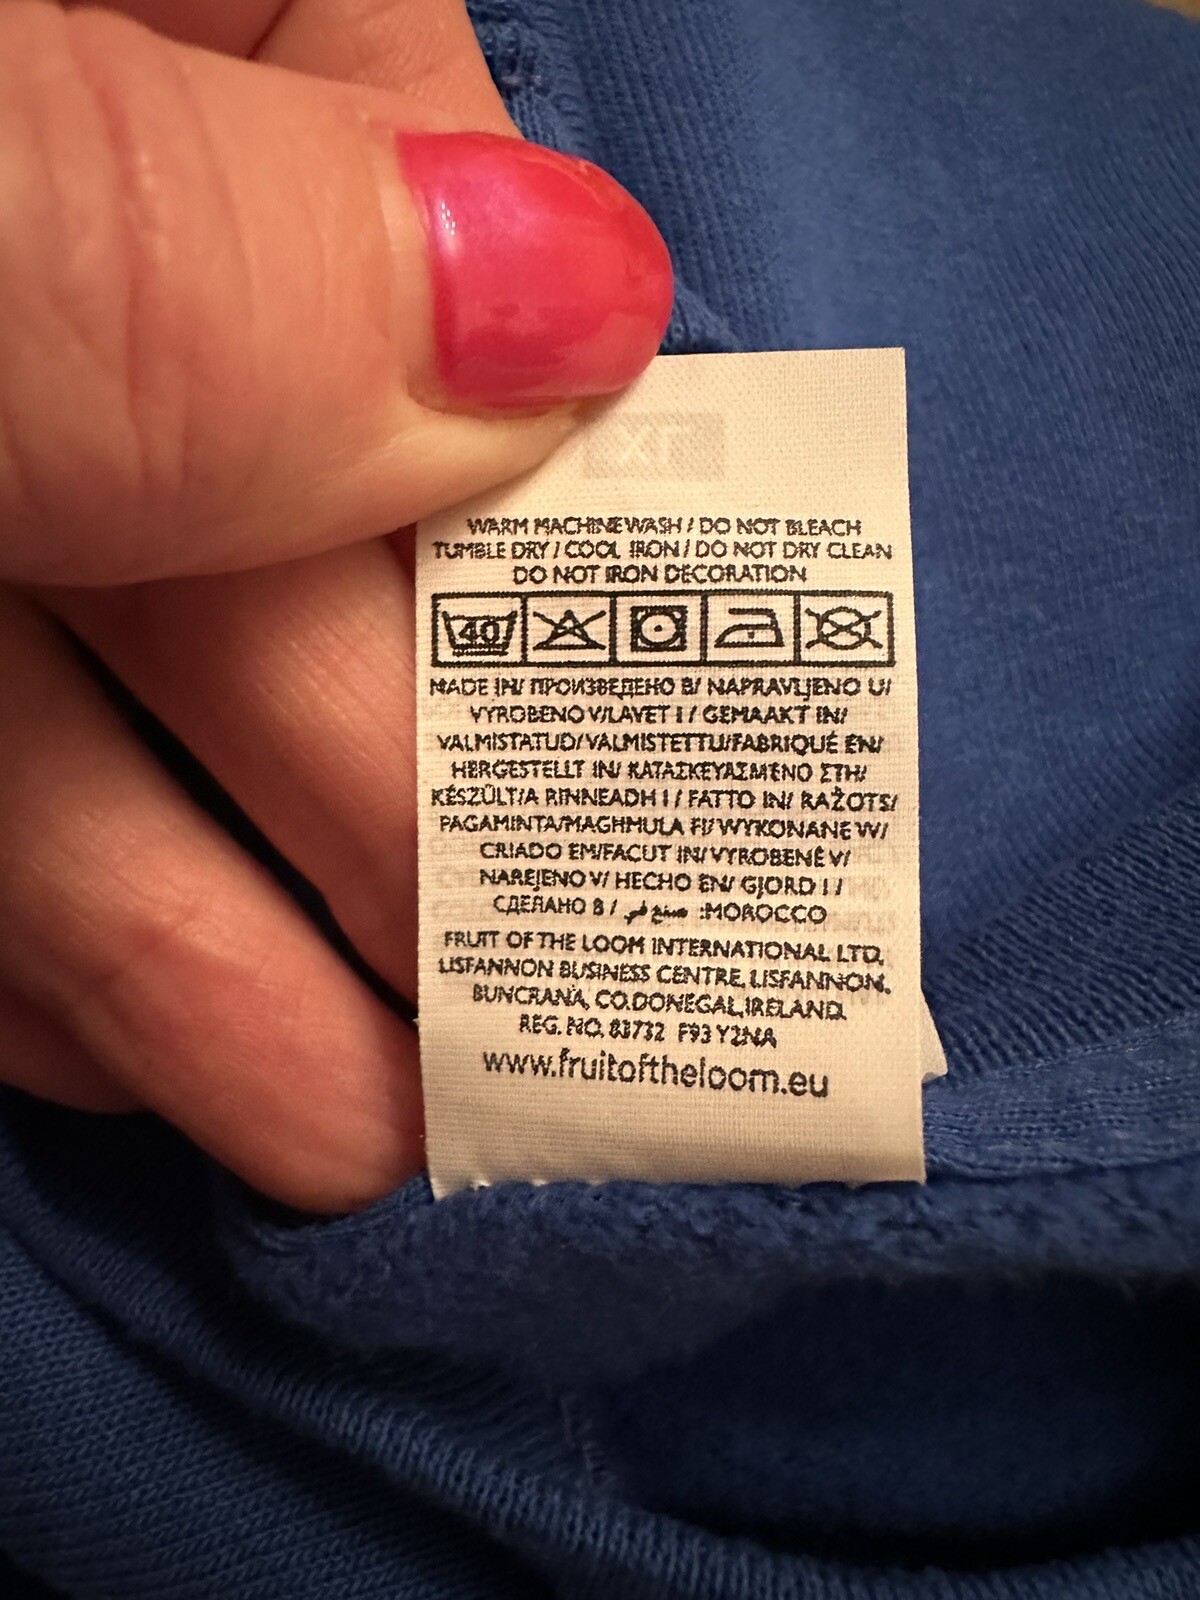 WARM MACHINE WASH / DO NOT BLEACH
TUMBLE DRY / COOL IRON / DO NOT DRY CLEAN
DO NOT IRON DECORATION
40
MADE IN/ ПРОИЗВЕДЕНО В/ NAPRAVLJENO U/
VYROBENO V/LAVET I / GEMAAKT IN/
VALMISTATUD/VALMISTETTU/FABRIQUÉ EN/
HERGESTELLT IN/ ΚΑΤΑΣΚΕΥΑΣΜΕΝΟ ΣΤΗ/
KÉSZÜLT/A RINNEADH I / FATTO IN/ RAŽOTS/
PAGAMINTA/MAGHMULA FI/ WYKONANE W/
CRIADO EM/FACUT IN/ VYROBENÉ V/
NAREJENO V/ HECHO EN/ GJORD I /
СДЕЛАНО В / صنع في :MOROCCO
FRUIT OF THE LOOM INTERNATIONAL LTD,
LISFANNON BUSINESS CENTRE, LISFANNON,
BUNCRANA, CO.DONEGAL,IRELAND.
REG. NO. 83732 F93 Y2NA
www.fruitoftheloom.eu